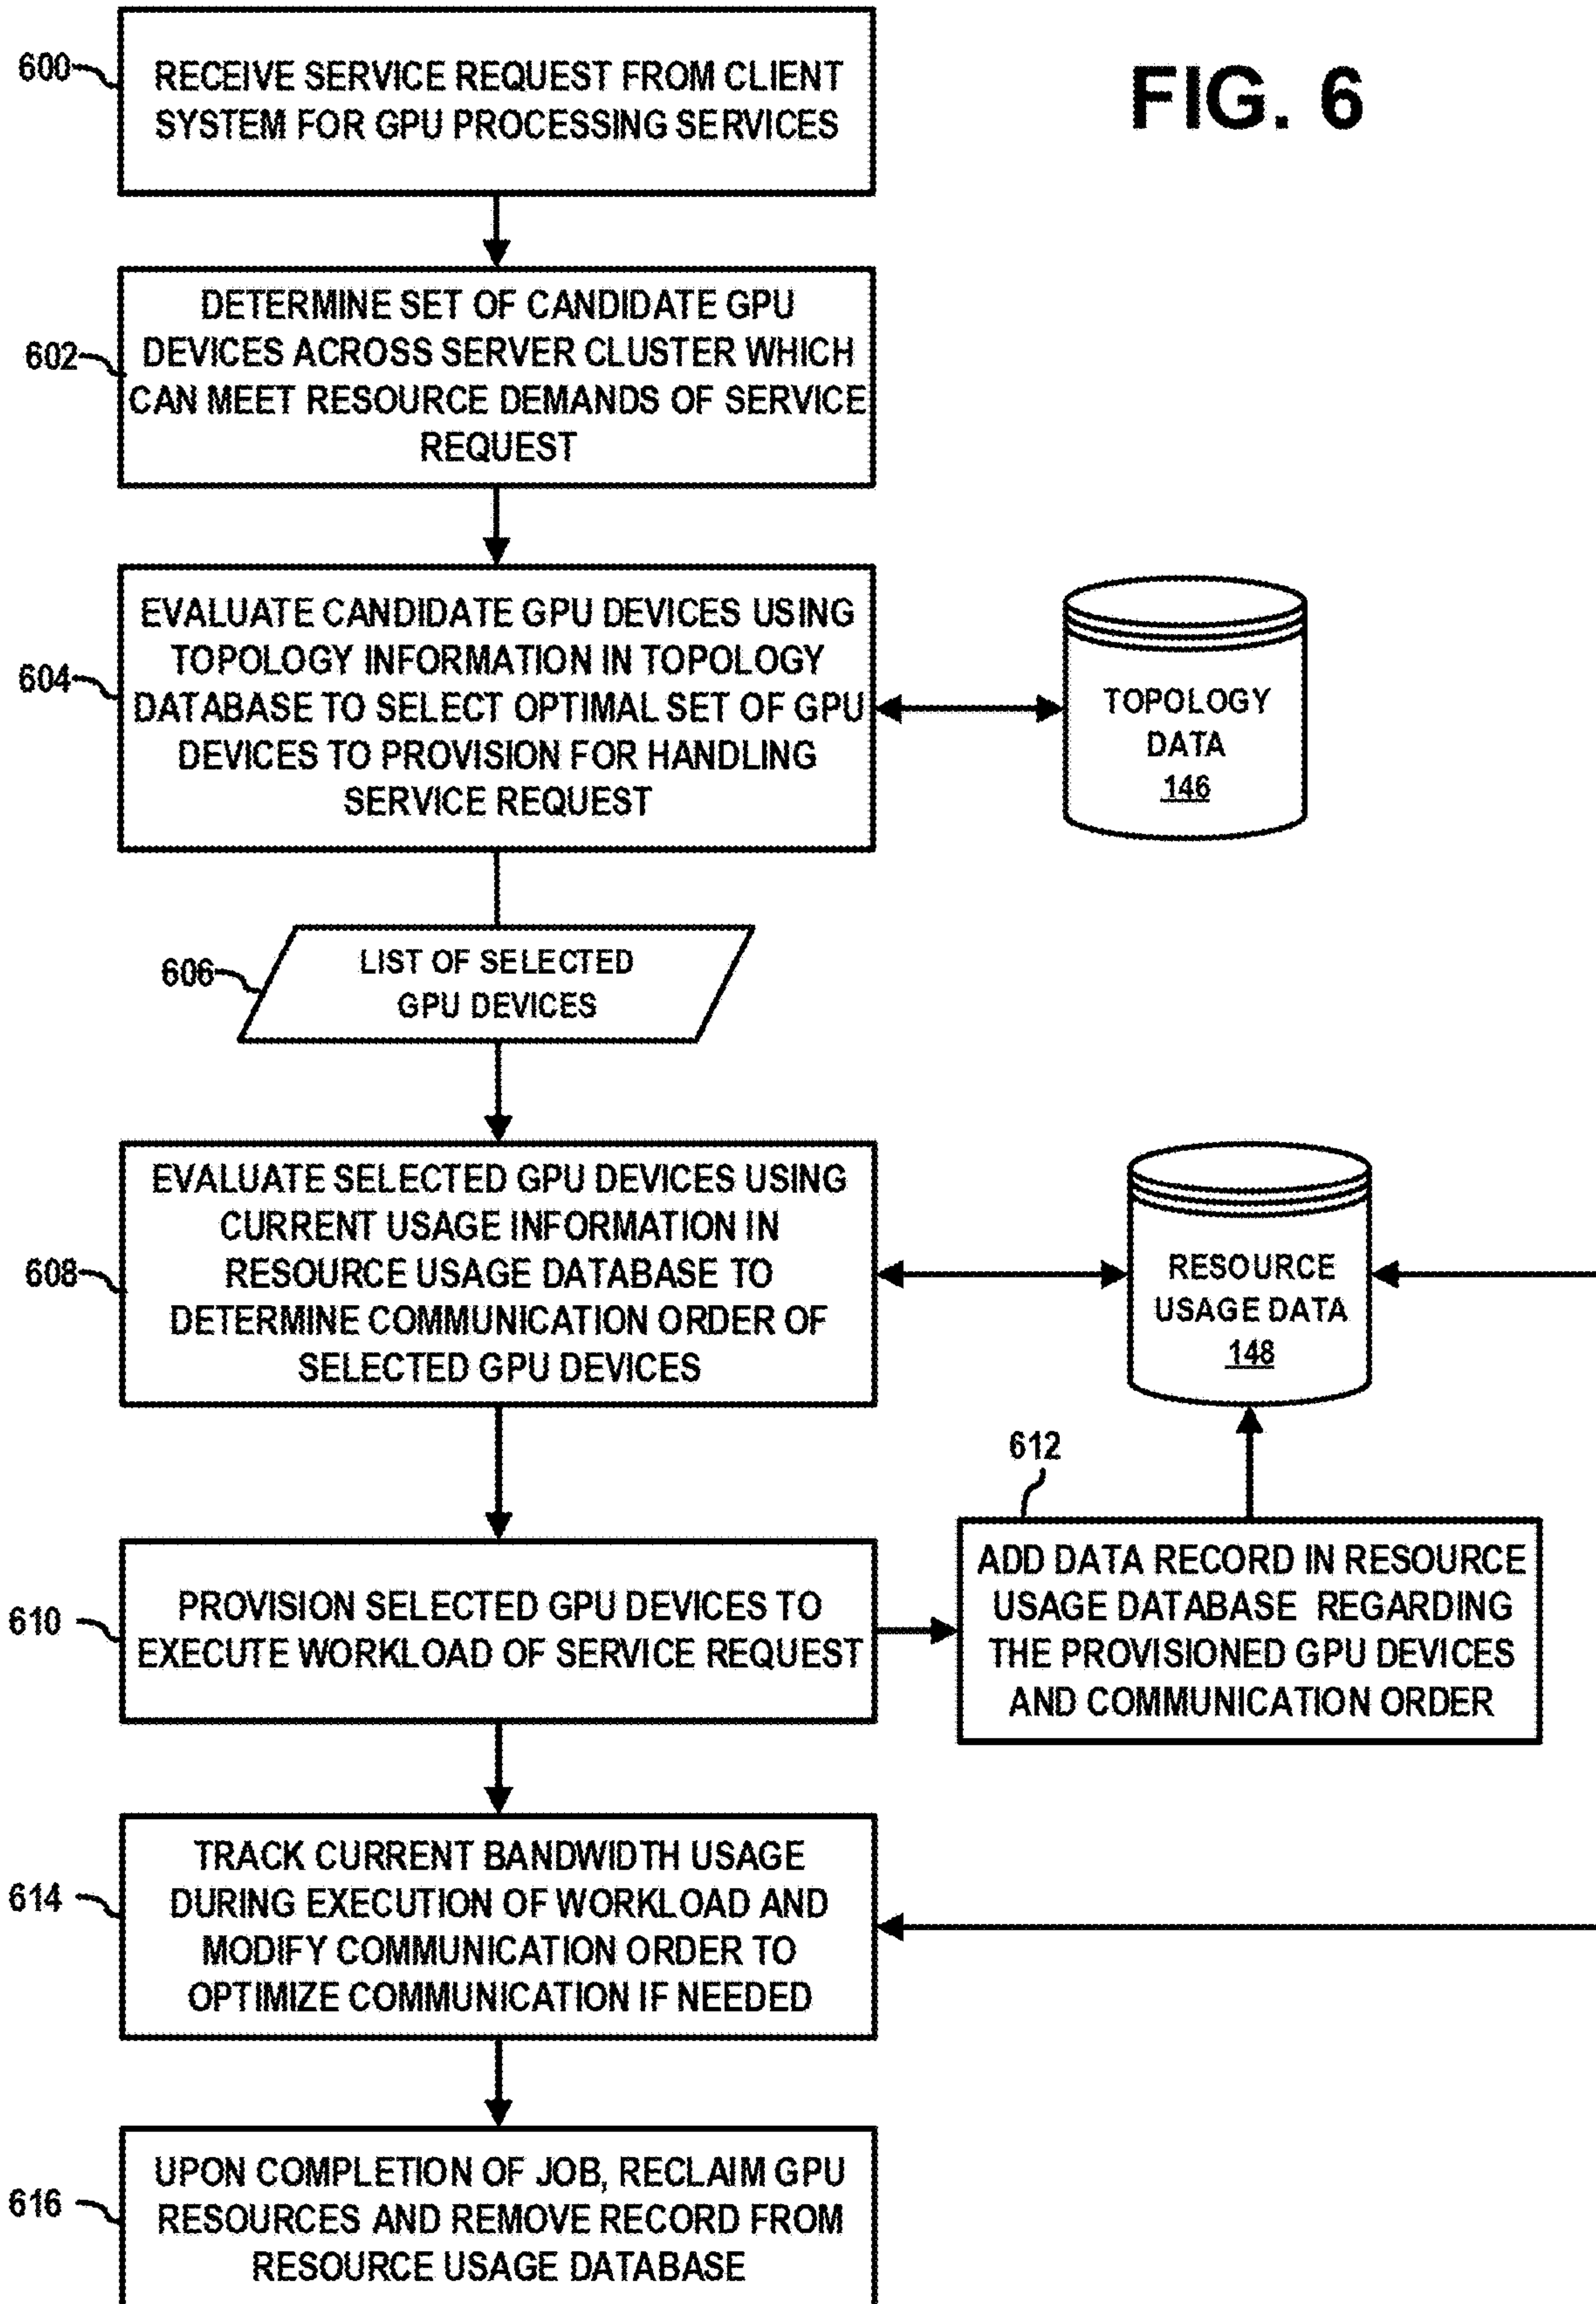 FIG. 6
600
RECEIVE SERVICE REQUEST FROM CLIENT
SYSTEM FOR GPU PROCESSING SERVICES
602
DETERMINE SET OF CANDIDATE GPU
DEVICES ACROSS SERVER CLUSTER WHICH
CAN MEET RESOURCE DEMANDS OF SERVICE
REQUEST
604
EVALUATE CANDIDATE GPU DEVICES USING
TOPOLOGY INFORMATION IN TOPOLOGY
DATABASE TO SELECT OPTIMAL SET OF GPU
DEVICES TO PROVISION FOR HANDLING
SERVICE REQUEST
TOPOLOGY
DATA
146
606
LIST OF SELECTED
GPU DEVICES
608
EVALUATE SELECTED GPU DEVICES USING
CURRENT USAGE INFORMATION IN
RESOURCE USAGE DATABASE TO
DETERMINE COMMUNICATION ORDER OF
SELECTED GPU DEVICES
RESOURCE
USAGE DATA
148
610
PROVISION SELECTED GPU DEVICES TO
EXECUTE WORKLOAD OF SERVICE REQUEST
612
ADD DATA RECORD IN RESOURCE
USAGE DATABASE REGARDING
THE PROVISIONED GPU DEVICES
AND COMMUNICATION ORDER
614
TRACK CURRENT BANDWIDTH USAGE
DURING EXECUTION OF WORKLOAD AND
MODIFY COMMUNICATION ORDER TO
OPTIMIZE COMMUNICATION IF NEEDED
616
UPON COMPLETION OF JOB, RECLAIM GPU
RESOURCES AND REMOVE RECORD FROM
RESOURCE USAGE DATABASE